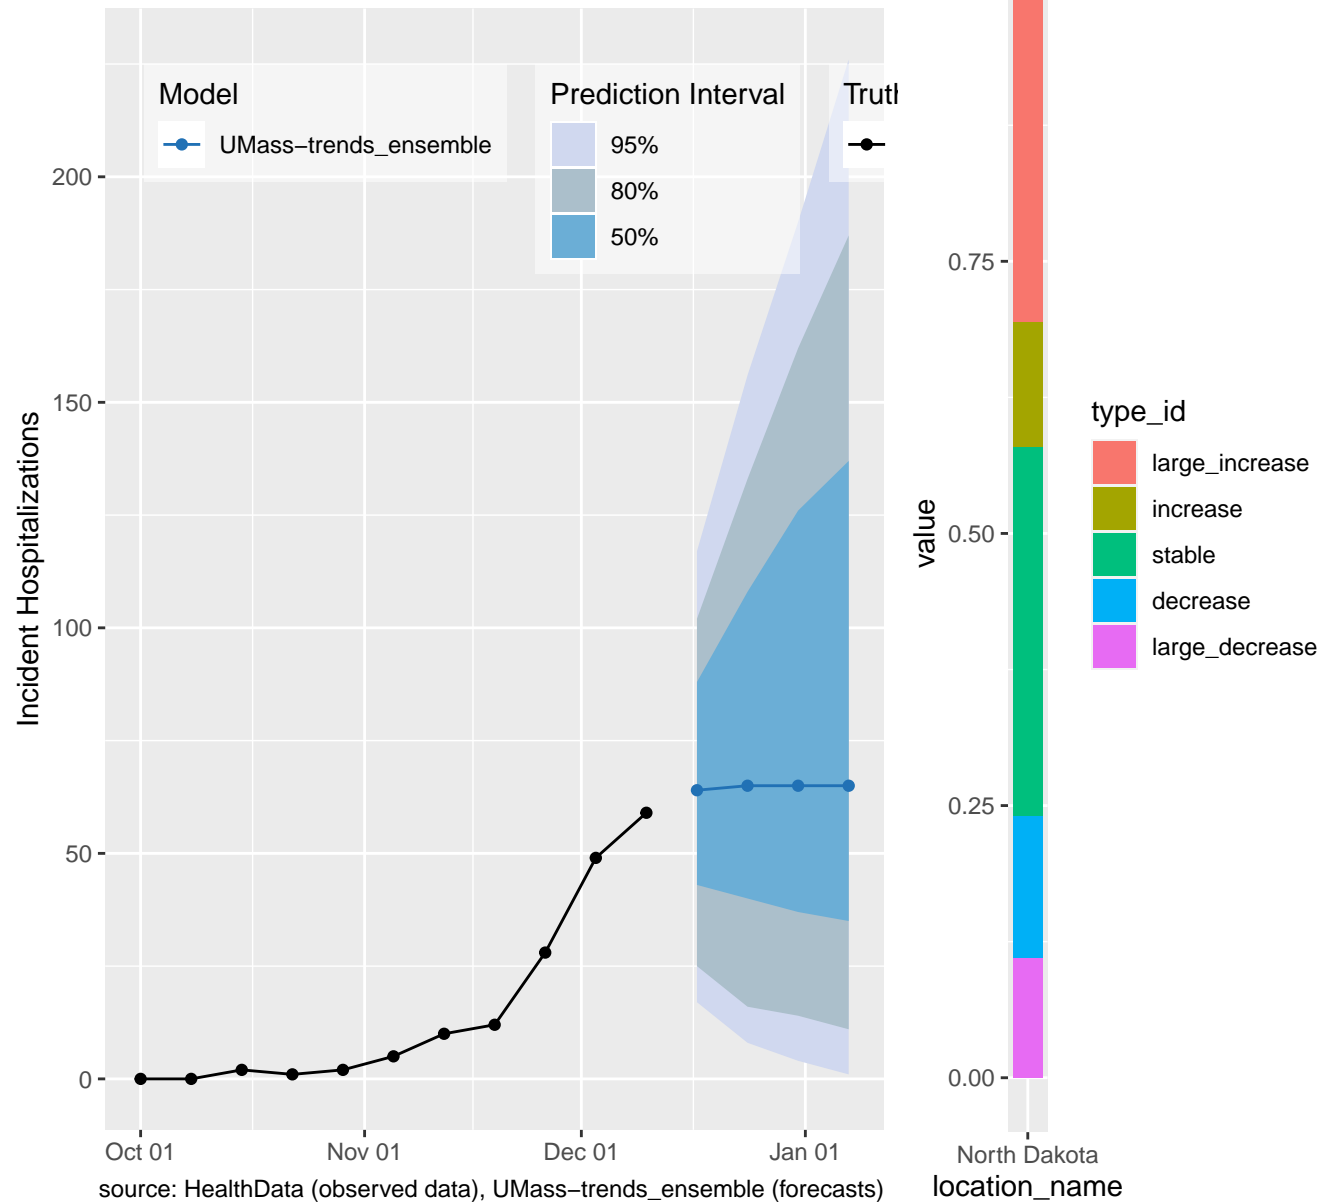 Model
UMass−trends_ensemble
Prediction Interval
95%
80%
50%
Incident Hospitalizations
200
150
100
50
0
Oct 01
Nov 01
Dec 01
Jan 01
source: HealthData (observed data), UMass−trends_ensemble (forecasts)
value
0.75
0.50
0.25
0.00
North Dakota
location_name
type_id
large_increase
increase
stable
decrease
large_decrease